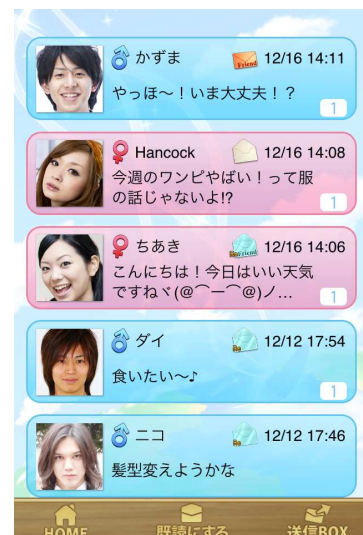 かずま
12/16 14:11
やっほ〜！いま大丈夫！？
1
Hancock
12/16 14:08
今週のワンピやばい！って服
の話じゃないよ!?
1
ちあき
12/16 14:06
こんにちは！今日はいい天気
ですねヾ(@⌒ー⌒@)ノ…
1
ダイ
12/12 17:54
食いたい〜♪
1
ニコ
12/12 17:46
髪型変えようかな
HOME
既読にする
送信BOX